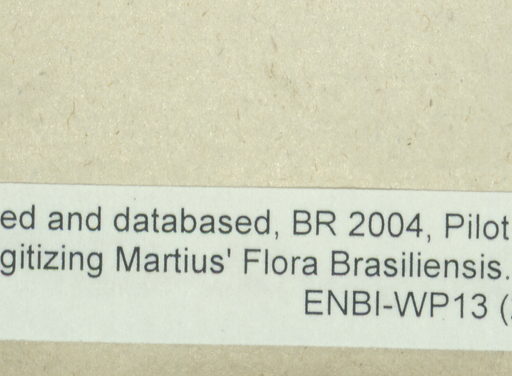 ed and databased, BR 2004, Pilot
gitizing Martius' Flora Brasiliensis.
ENBI-WP13 (